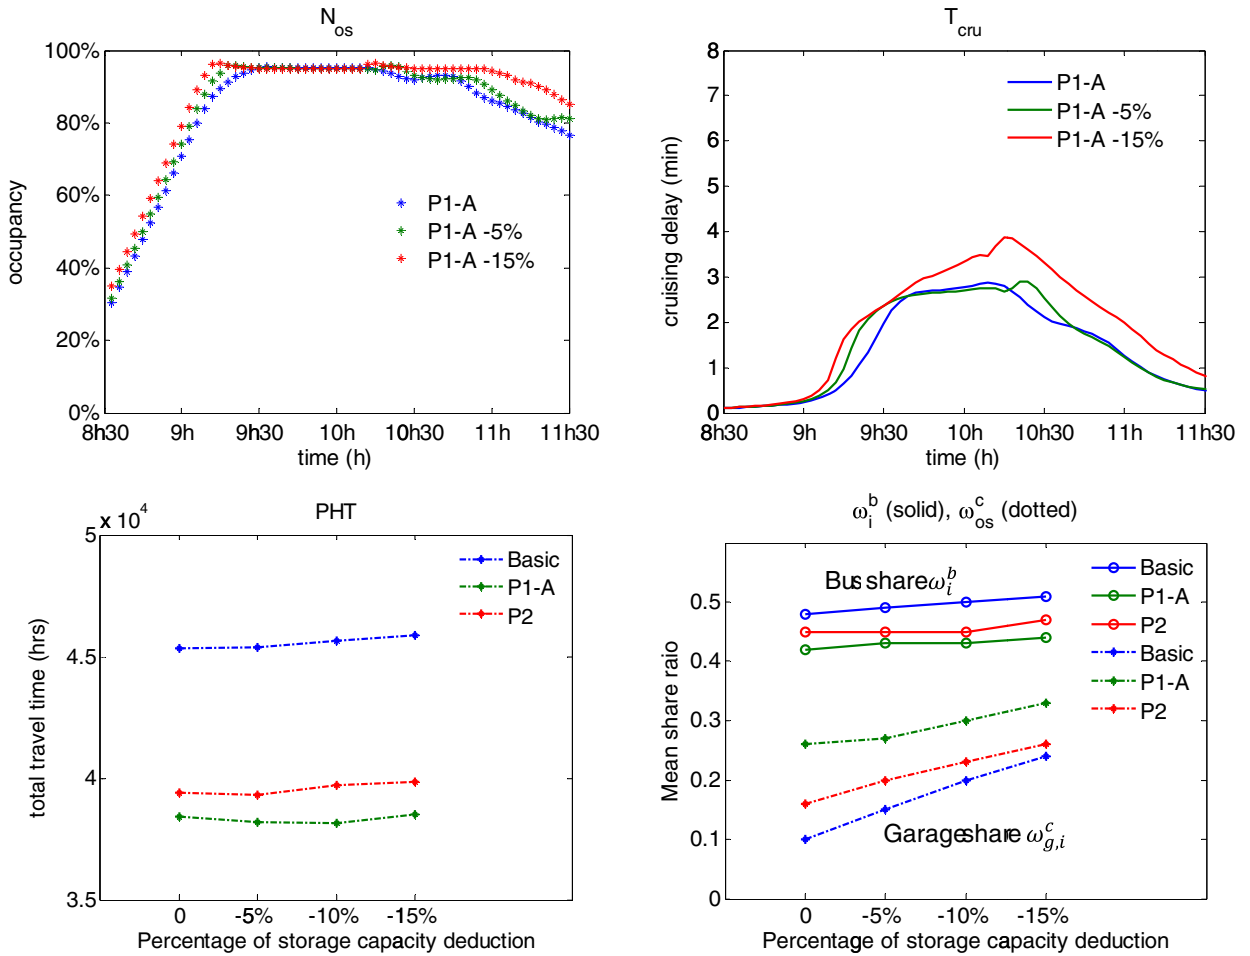 N_os
100%
80%
60%
40%
20%
0%
occupancy
P1-A
P1-A -5%
P1-A -15%
8h30 9h 9h30 10h 10h30 11h 11h30
time (h)
T_cru
8
7
6
5
4
3
2
1
0
cruising delay (min)
P1-A
P1-A -5%
P1-A -15%
8h30 9h 9h30 10h 10h30 11h 11h30
time (h)
PHT
x 10^4
5
4.5
4
3.5
total travel time (hrs)
Basic
P1-A
P2
0 -5% -10% -15%
Percentage of storage capacity deduction
ω_i^b (solid), ω_os^c (dotted)
0.5
0.4
0.3
0.2
0.1
0
Mean share raio
Bus share ω_i^b
Garage share ω_{g,i}^c
Basic
P1-A
P2
Basic
P1-A
P2
0 -5% -10% -15%
Percentage of storage capacity deduction